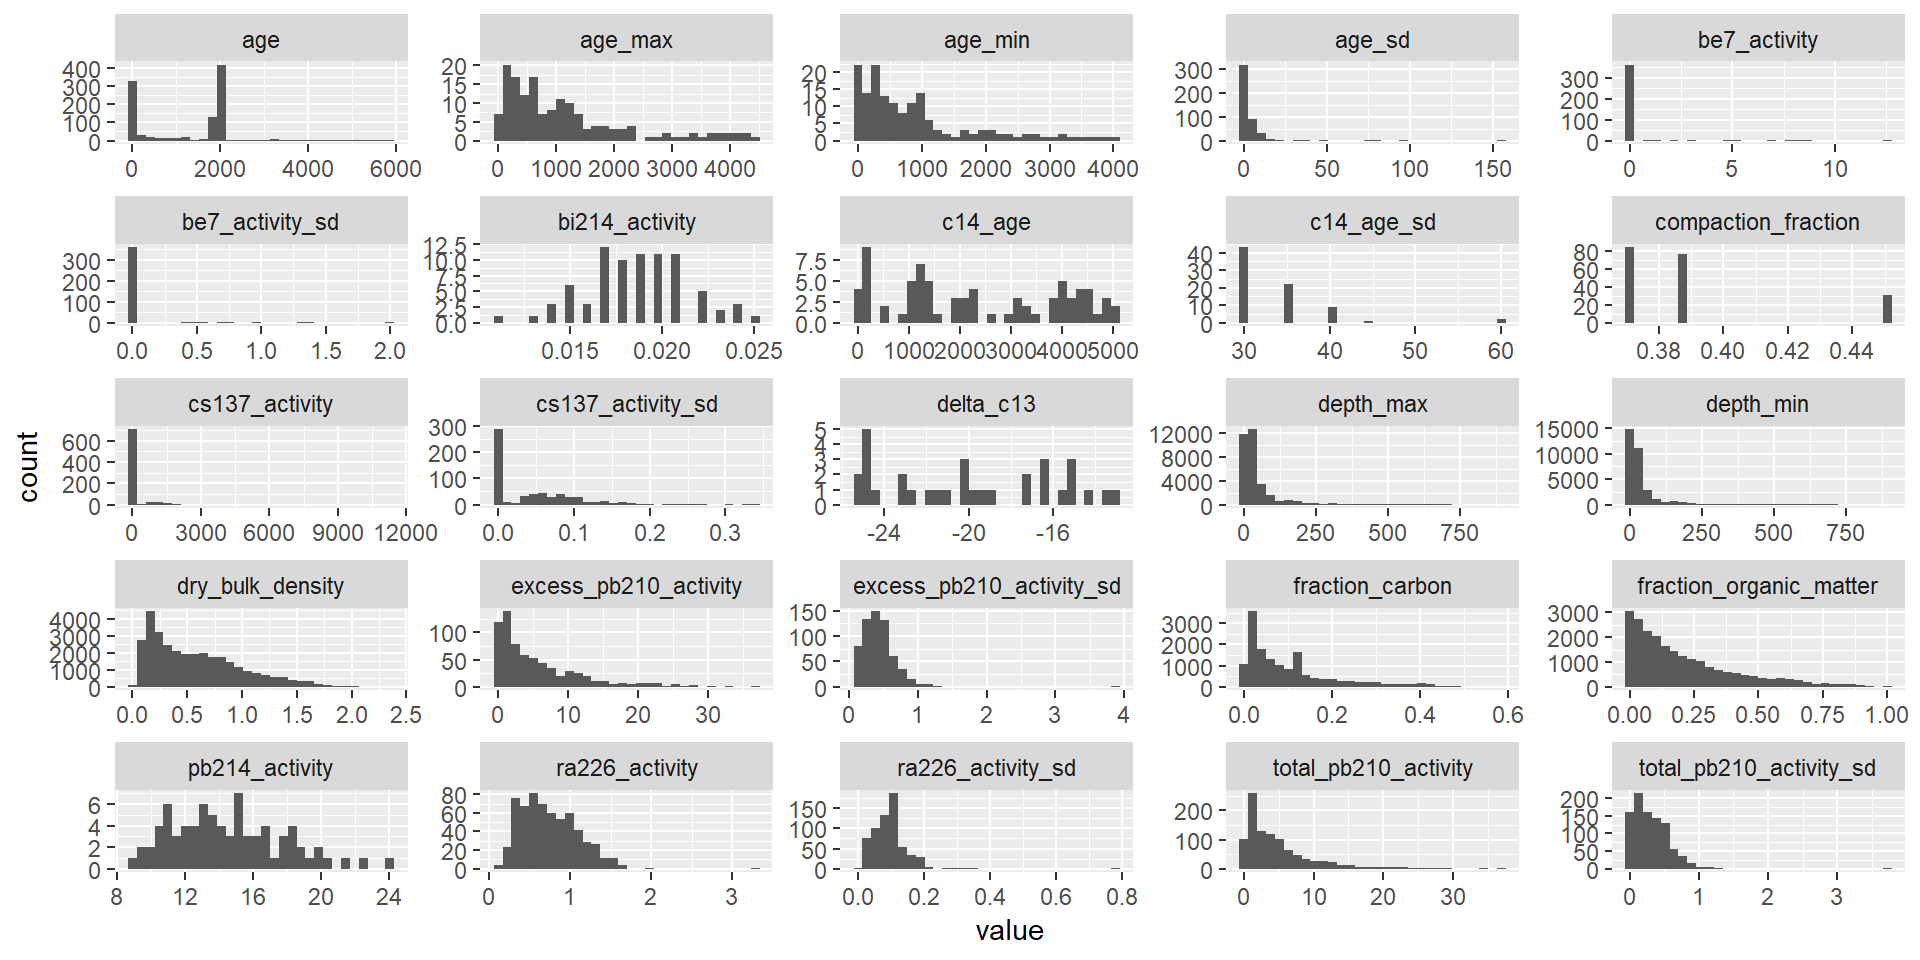 age
age_max
age_min
age_sd
be7_activity
400
300
200
100
0
0 2000 4000 6000
20
15
10
5
0
0 1000 2000 3000 4000
20
15
10
5
0
0 1000 2000 3000 4000
300
200
100
0
0 50 100 150
300
200
100
0
0 5 10
be7_activity_sd
bi214_activity
c14_age
c14_age_sd
compaction_fraction
300
200
100
0
0.0 0.5 1.0 1.5 2.0
12.5
10.0
7.5
5.0
2.5
0.0
0.015 0.020 0.025
7.5
5.0
2.5
0.0
0 1000 2000 3000 4000 5000
40
30
20
10
0
30 40 50 60
80
60
40
20
0
0.38 0.40 0.42 0.44
cs137_activity
cs137_activity_sd
delta_c13
depth_max
depth_min
600
400
200
0
0 3000 6000 9000 12000
300
200
100
0
0.0 0.1 0.2 0.3
5
4
3
2
1
0
-24 -20 -16
12000
8000
4000
0
0 250 500 750
15000
10000
5000
0
0 250 500 750
dry_bulk_density
excess_pb210_activity
excess_pb210_activity_sd
fraction_carbon
fraction_organic_matter
4000
3000
2000
1000
0
0.0 0.5 1.0 1.5 2.0 2.5
100
50
0
0 10 20 30
150
100
50
0
0 1 2 3 4
3000
2000
1000
0
0.0 0.2 0.4 0.6
3000
2000
1000
0
0.00 0.25 0.50 0.75 1.00
pb214_activity
ra226_activity
ra226_activity_sd
total_pb210_activity
total_pb210_activity_sd
6
4
2
0
8 12 16 20 24
80
60
40
20
0
0 1 2 3
150
100
50
0
0.0 0.2 0.4 0.6 0.8
200
100
0
0 10 20 30
200
150
100
50
0
0 1 2 3
count
value